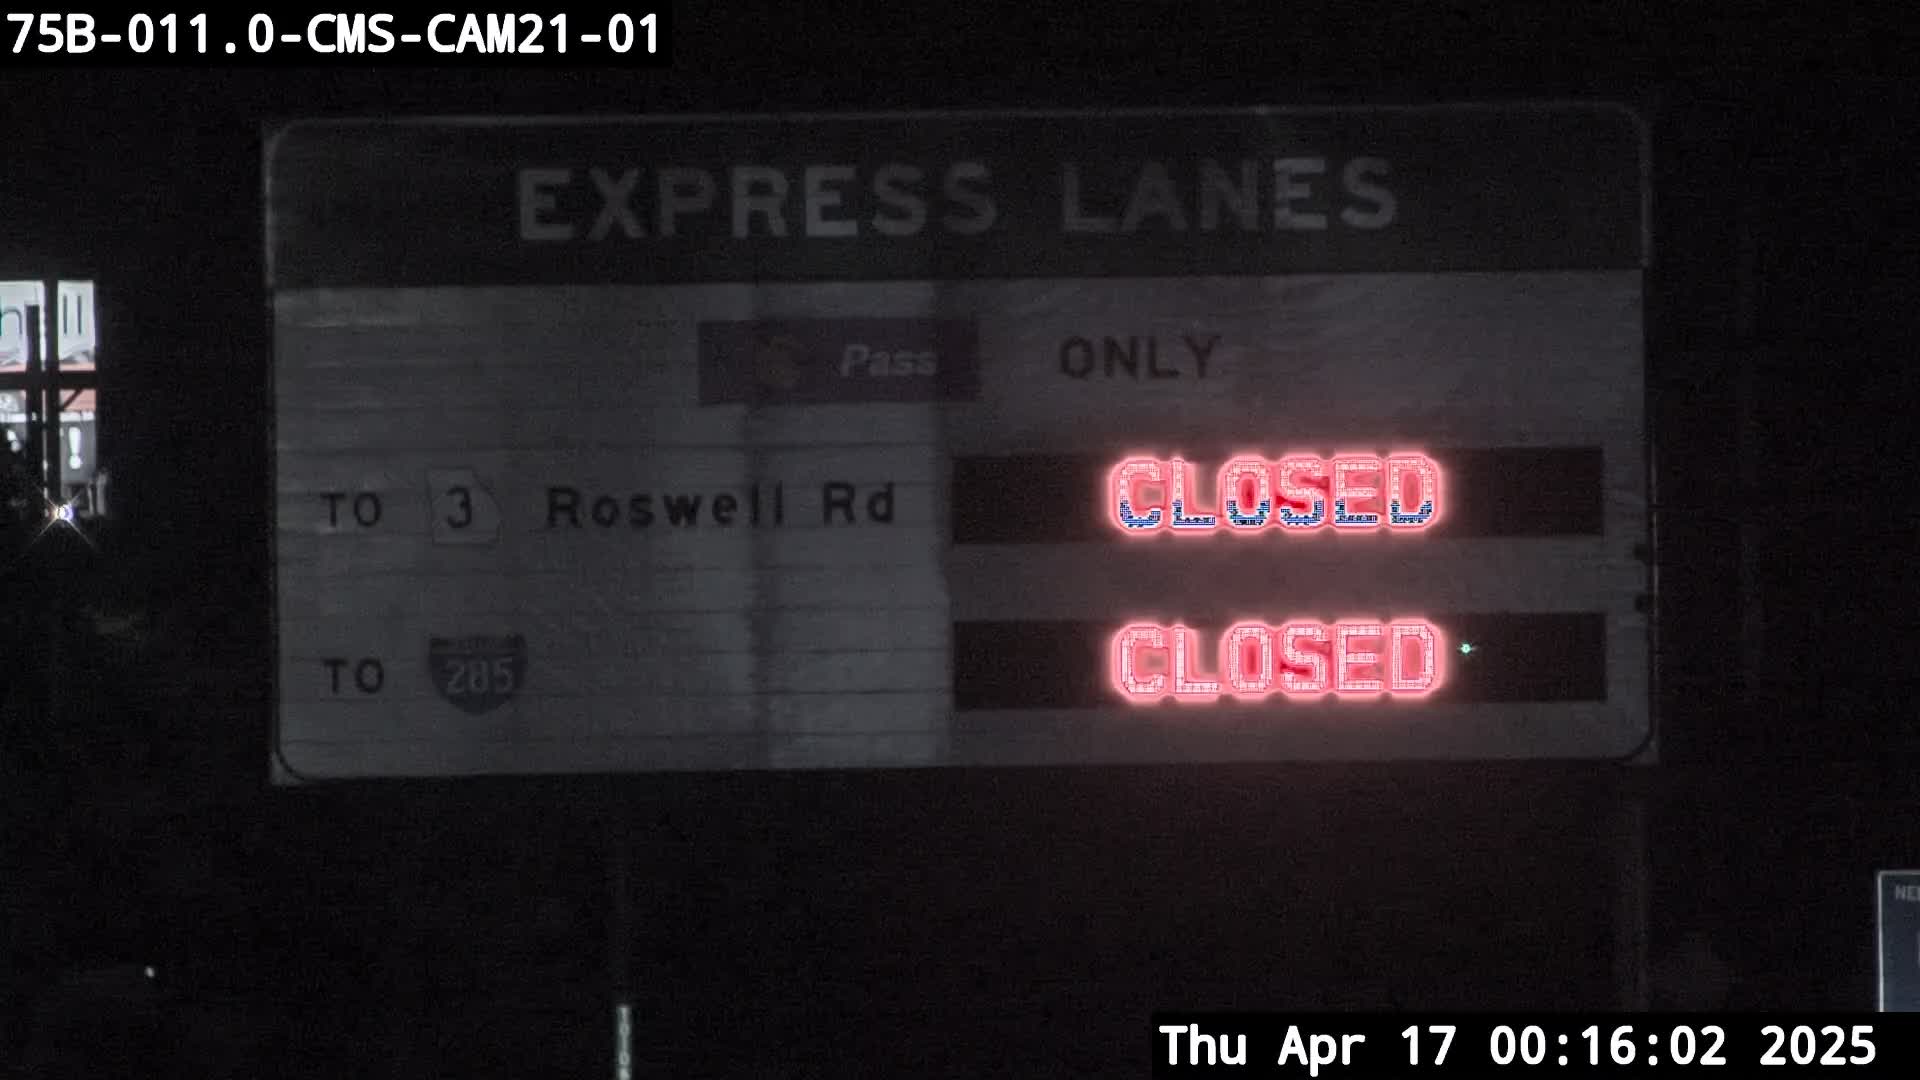 75B-011.0-CMS-CAM21-01
EXPRESS LANES
Pass ONLY
TO 3 Roswell Rd CLOSED
TO 285 CLOSED
Thu Apr 17 00:16:02 2025